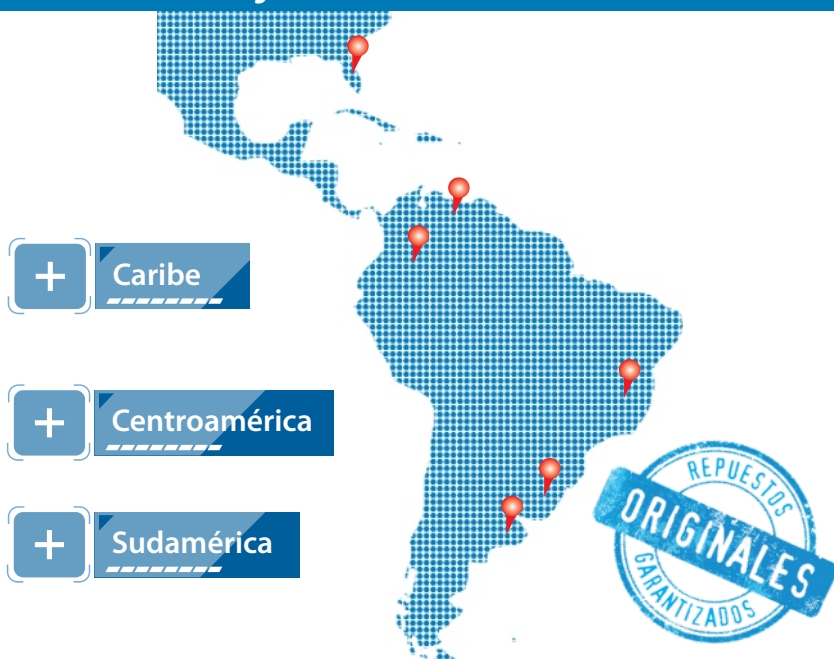 Caribe
Centroamérica
Sudamérica
REPUESTOS
ORIGINALES
GARANTIZADOS